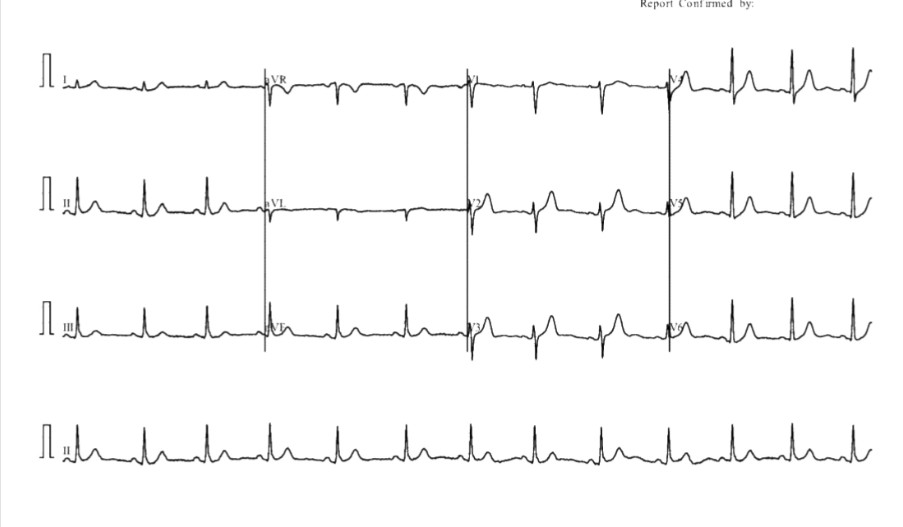 Report Confirmed by:
I
aVR
V1
V4
II
aVL
V2
V5
III
aVF
V3
V6
II